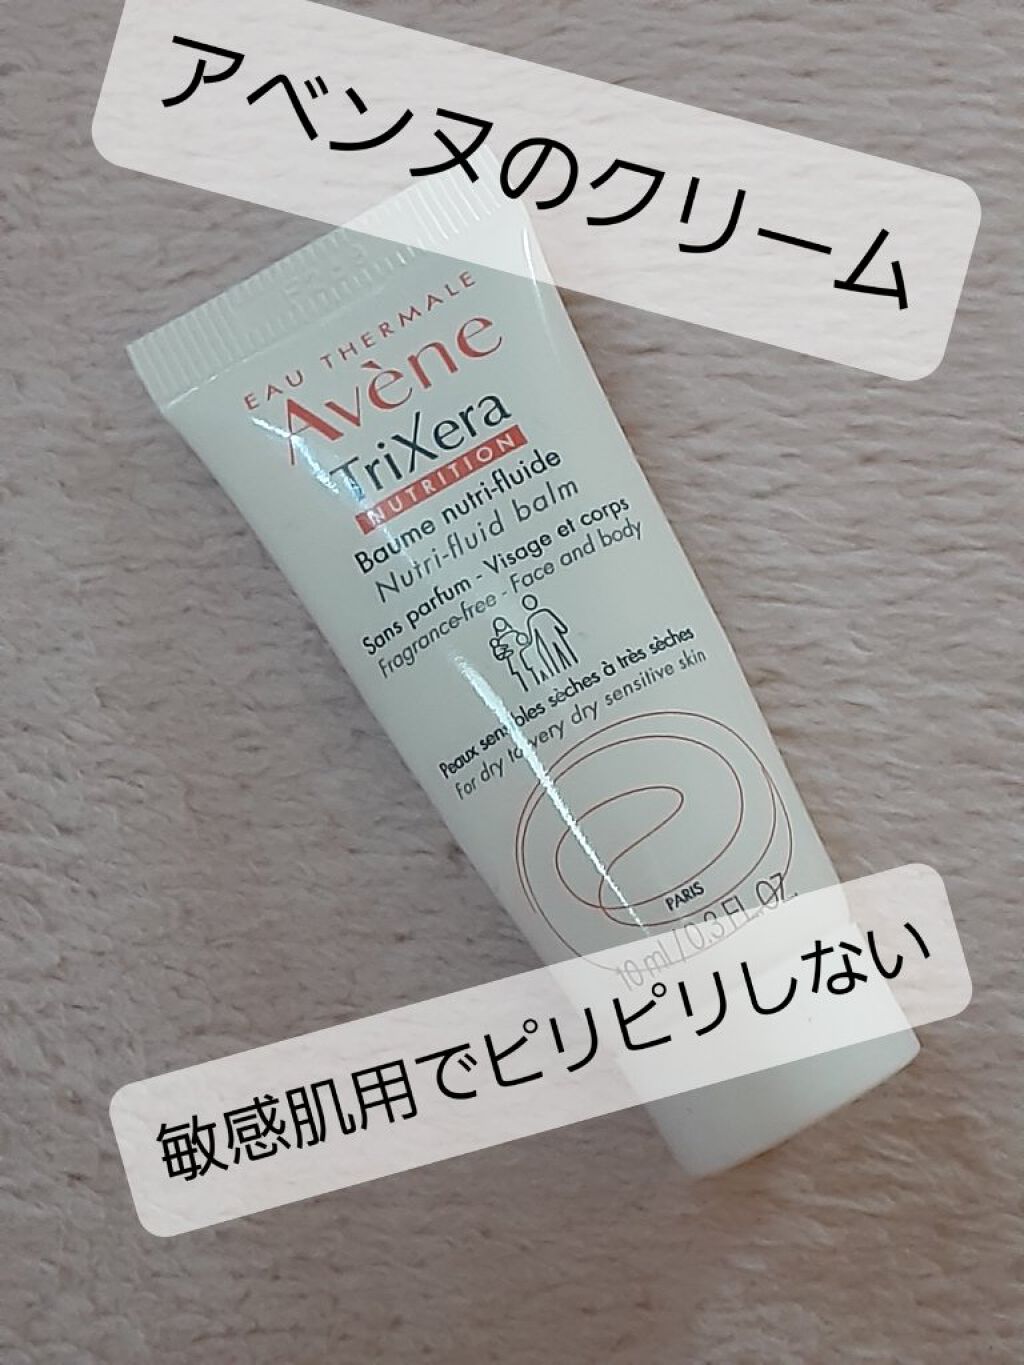 アベンヌのクリーム
EAU THERMALE
Avène
TriXera
NUTRITION
Baume nutri-fluide
Nutri-fluid balm
Sans parfum - Visage et corps
Fragrance-free - Face and body
Peaux sensibles sèches à très sèches
For dry to very dry sensitive skin
PARIS
10 ml / 0.3 FL.OZ.
敏感肌用でピリピリしない